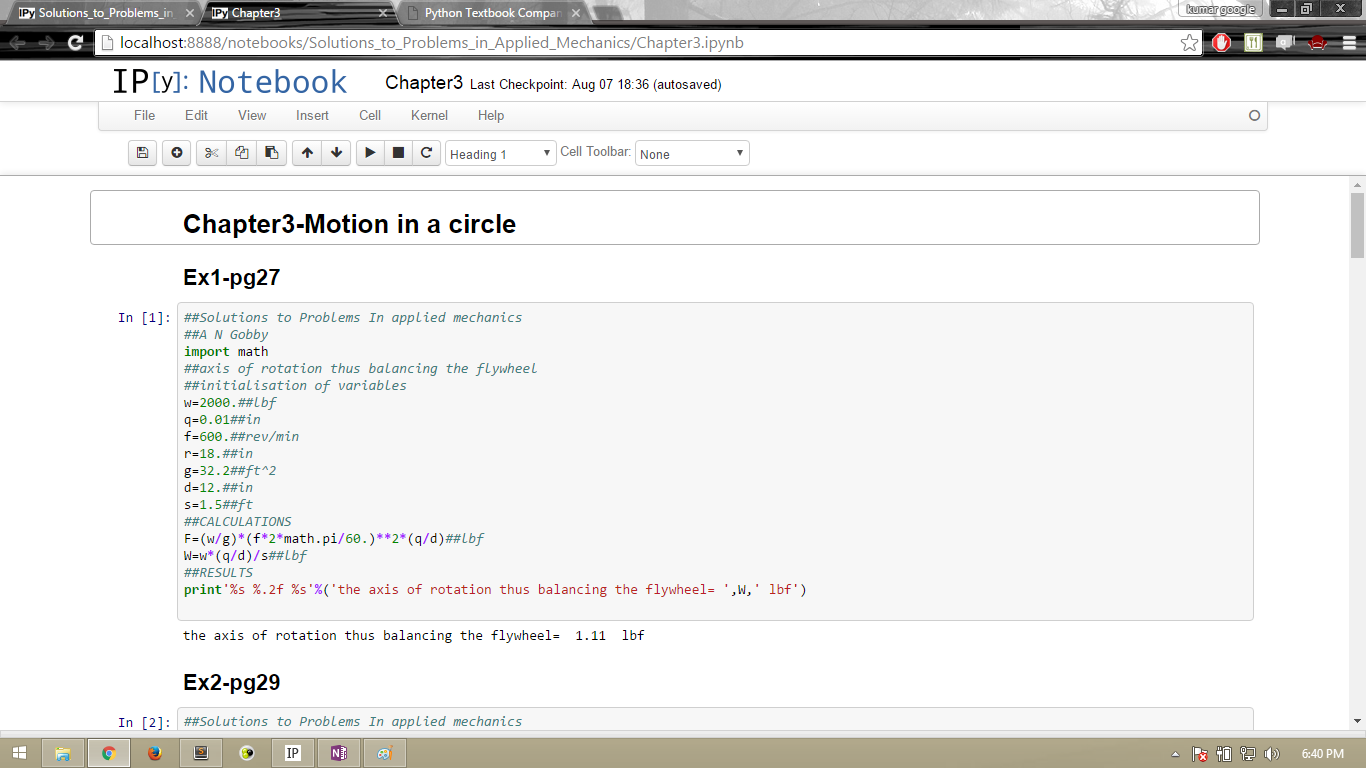 Solutions_to_Problems_in
Chapter3
Python Textbook Compan
kumar google
localhost:8888/notebooks/Solutions_to_Problems_in_Applied_Mechanics/Chapter3.ipynb
IP[y]: Notebook
Chapter3 Last Checkpoint: Aug 07 18:36 (autosaved)
File Edit View Insert Cell Kernel Help
Heading 1 Cell Toolbar: None
Chapter3-Motion in a circle
Ex1-pg27
In [1]: ##Solutions to Problems In applied mechanics
##A N Gobby
import math
##axis of rotation thus balancing the flywheel
##initialisation of variables
w=2000.##lbf
q=0.01##in
f=600.##rev/min
r=18.##in
g=32.2##ft^2
d=12.##in
s=1.5##ft
##CALCULATIONS
F=(w/g)*(f*2*math.pi/60.)**2*(q/d)##lbf
W=w*(q/d)/s##lbf
##RESULTS
print'%s %.2f %s'%('the axis of rotation thus balancing the flywheel= ',W,' lbf')
the axis of rotation thus balancing the flywheel=  1.11  lbf
Ex2-pg29
In [2]: ##Solutions to Problems In applied mechanics
IP
6:40 PM